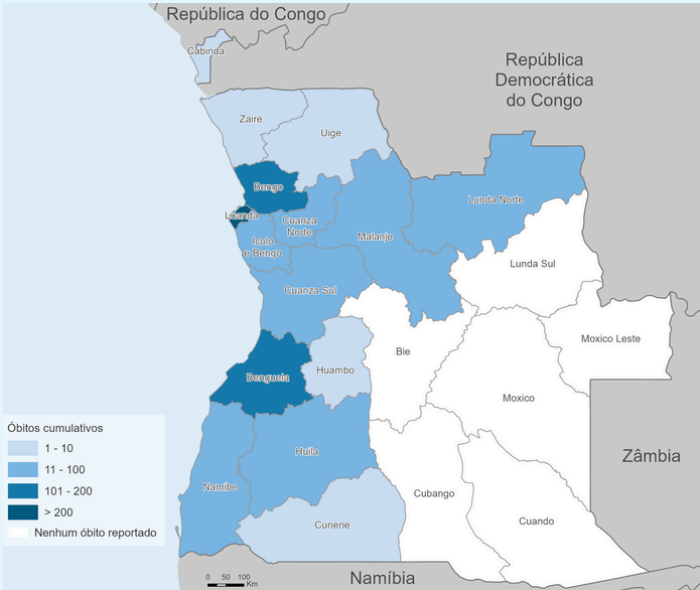 República do Congo
Cabinda
República
Democrática
do Congo
Zaire
Uige
Bengo
Lunda Norte
Luanda
Cuanza
Norte
Malanje
Icolo
e Bengo
Lunda Sul
Cuanza Sul
Moxico Leste
Bie
Huambo
Benguela
Moxico
Óbitos cumulativos
1 - 10
11 - 100
101 - 200
> 200
Nenhum óbito reportado
Huila
Zâmbia
Namibe
Cubango
Cunene
Cuando
0 50 100
Km
Namíbia